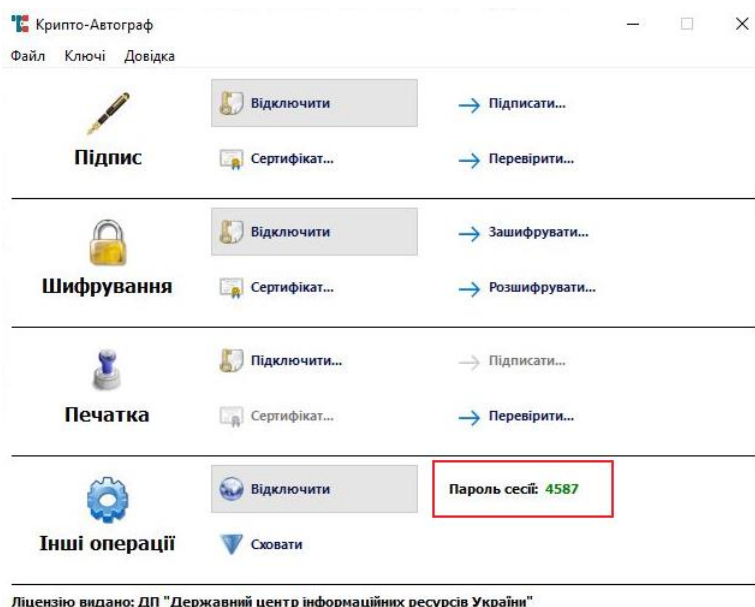 Крипто-Автограф
Файл Ключі Довідка
Відключити Підписати...
Підпис Сертифікат... Перевірити...
Відключити Зашифрувати...
Шифрування Сертифікат... Розшифрувати...
Підключити... Підписати...
Печатка Сертифікат... Перевірити...
Відключити Пароль сесії: 4587
Інші операції Сховати
Ліцензію видано: ДП "Державний центр інформаційних ресурсів України"